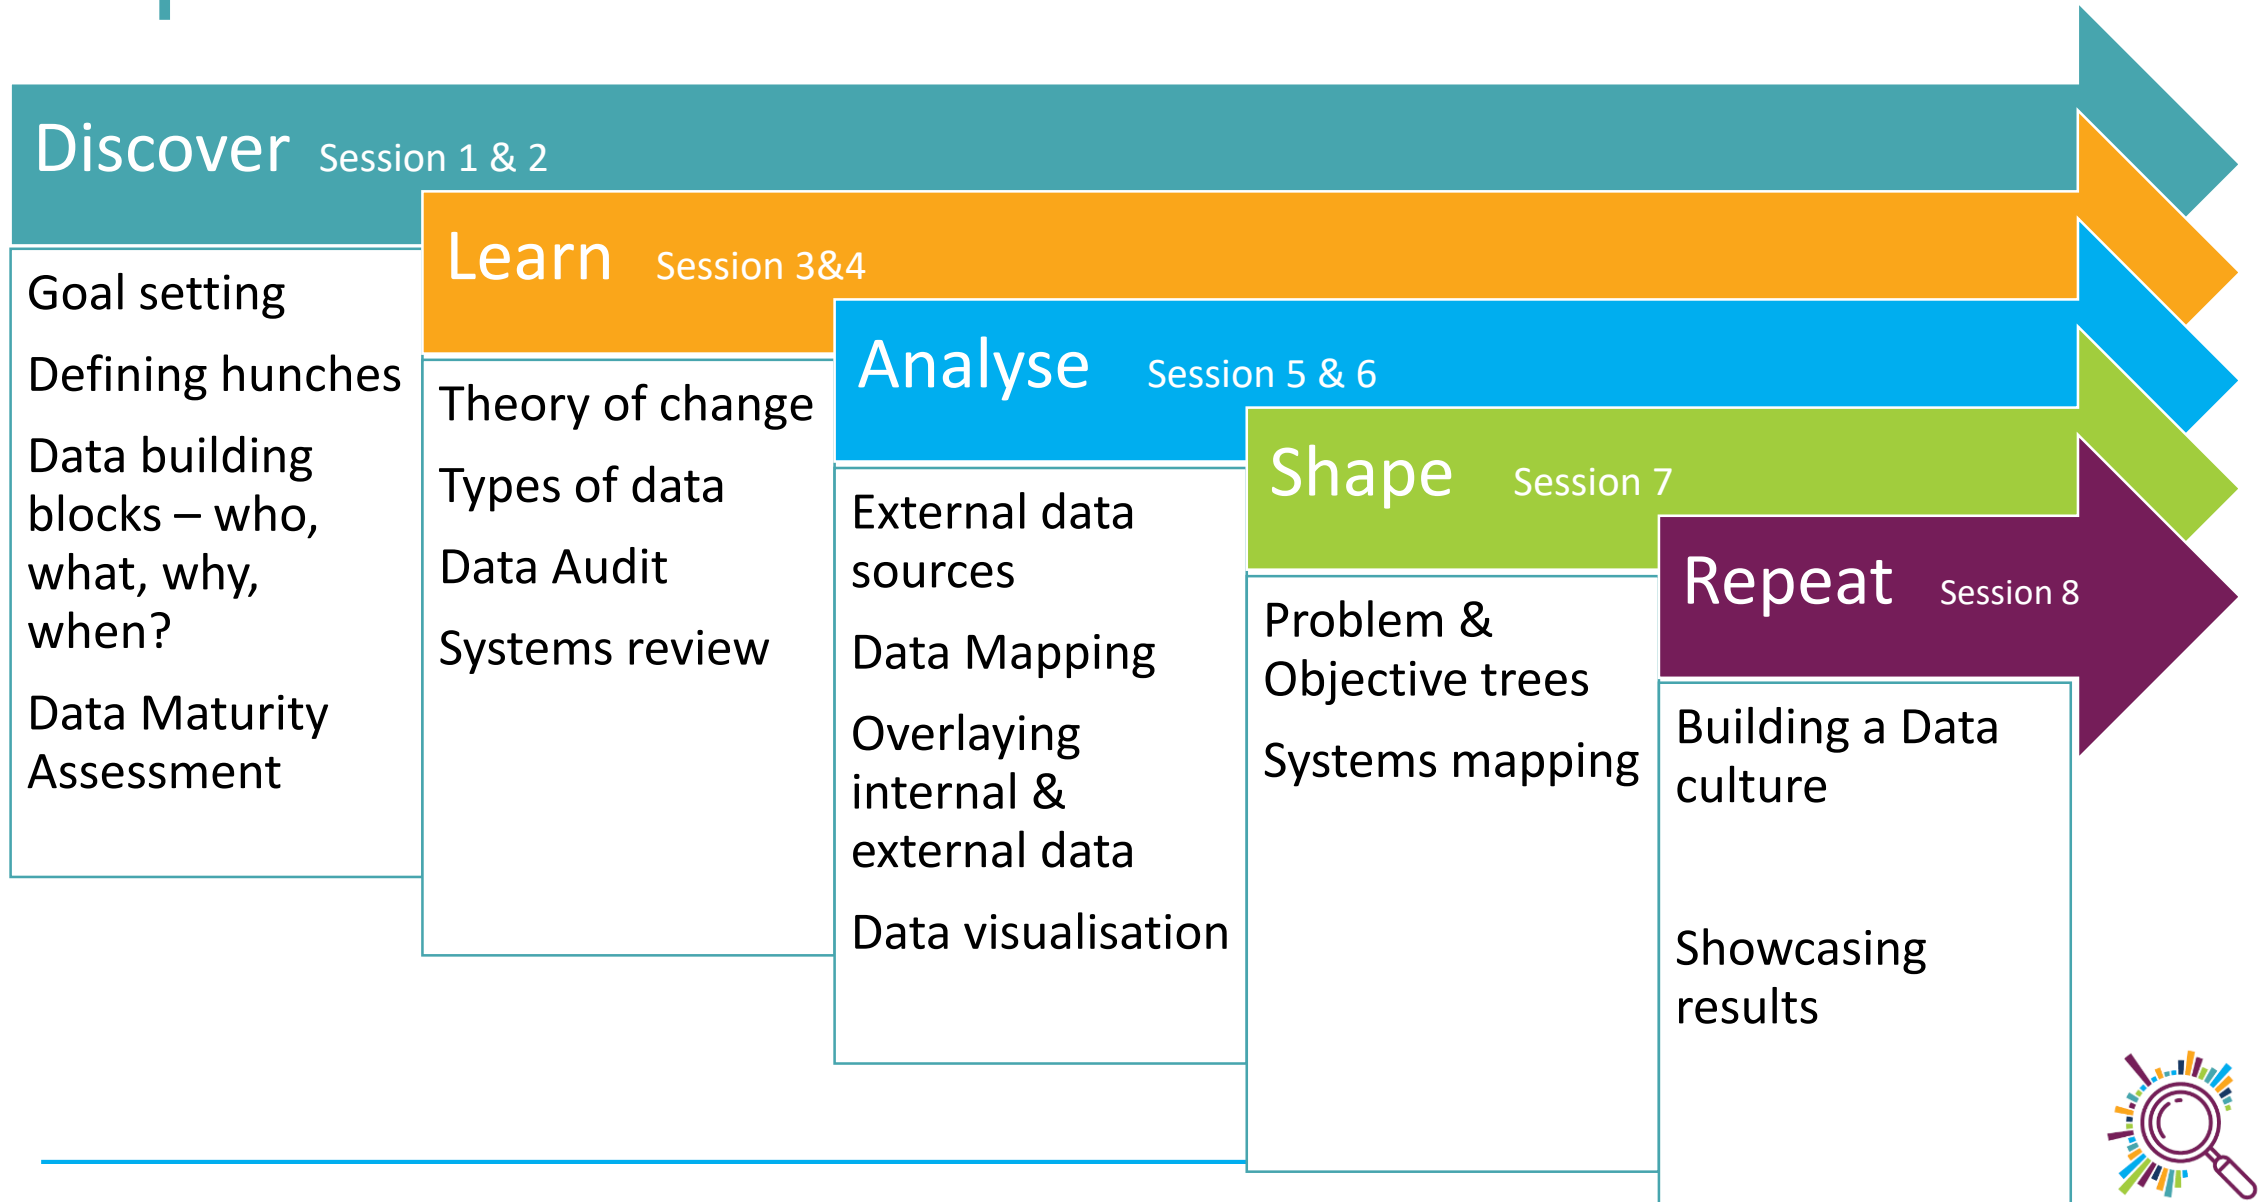 Discover Session 1 & 2
Goal setting
Defining hunches
Data building
blocks – who,
what, why,
when?
Data Maturity
Assessment
Learn Session 3&4
Theory of change
Types of data
Data Audit
Systems review
Analyse Session 5 & 6
External data
sources
Data Mapping
Overlaying
internal &
external data
Data visualisation
Shape Session 7
Problem &
Objective trees
Systems mapping
Repeat Session 8
Building a Data
culture
Showcasing
results